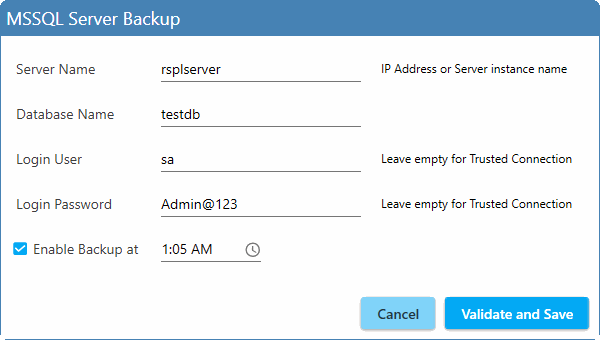 MSSQL Server Backup
Server Name rsplserver IP Address or Server instance name
Database Name testdb
Login User sa Leave empty for Trusted Connection
Login Password Admin@123 Leave empty for Trusted Connection
Enable Backup at 1:05 AM
Cancel Validate and Save